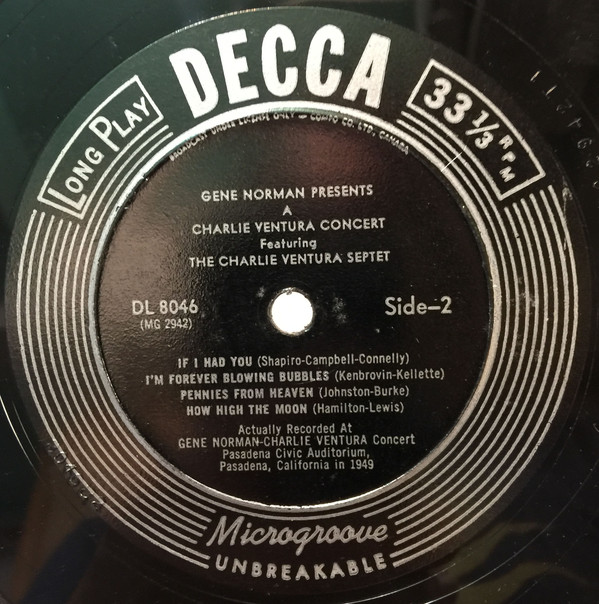 DECCA
LONG PLAY
33 1/3 RPM
BROADCAST UNDER LICENSE ONLY — COMPO CO. LTD. CANADA
GENE NORMAN PRESENTS
A
CHARLIE VENTURA CONCERT
Featuring
THE CHARLIE VENTURA SEPTET
DL 8046
(MG 2942)
Side-2
IF I HAD YOU (Shapiro-Campbell-Connelly)
I'M FOREVER BLOWING BUBBLES (Kenbrovin-Kellette)
PENNIES FROM HEAVEN (Johnston-Burke)
HOW HIGH THE MOON (Hamilton-Lewis)
Actually Recorded At
GENE NORMAN-CHARLIE VENTURA Concert
Pasadena Civic Auditorium,
Pasadena, California in 1949
Microgroove
UNBREAKABLE